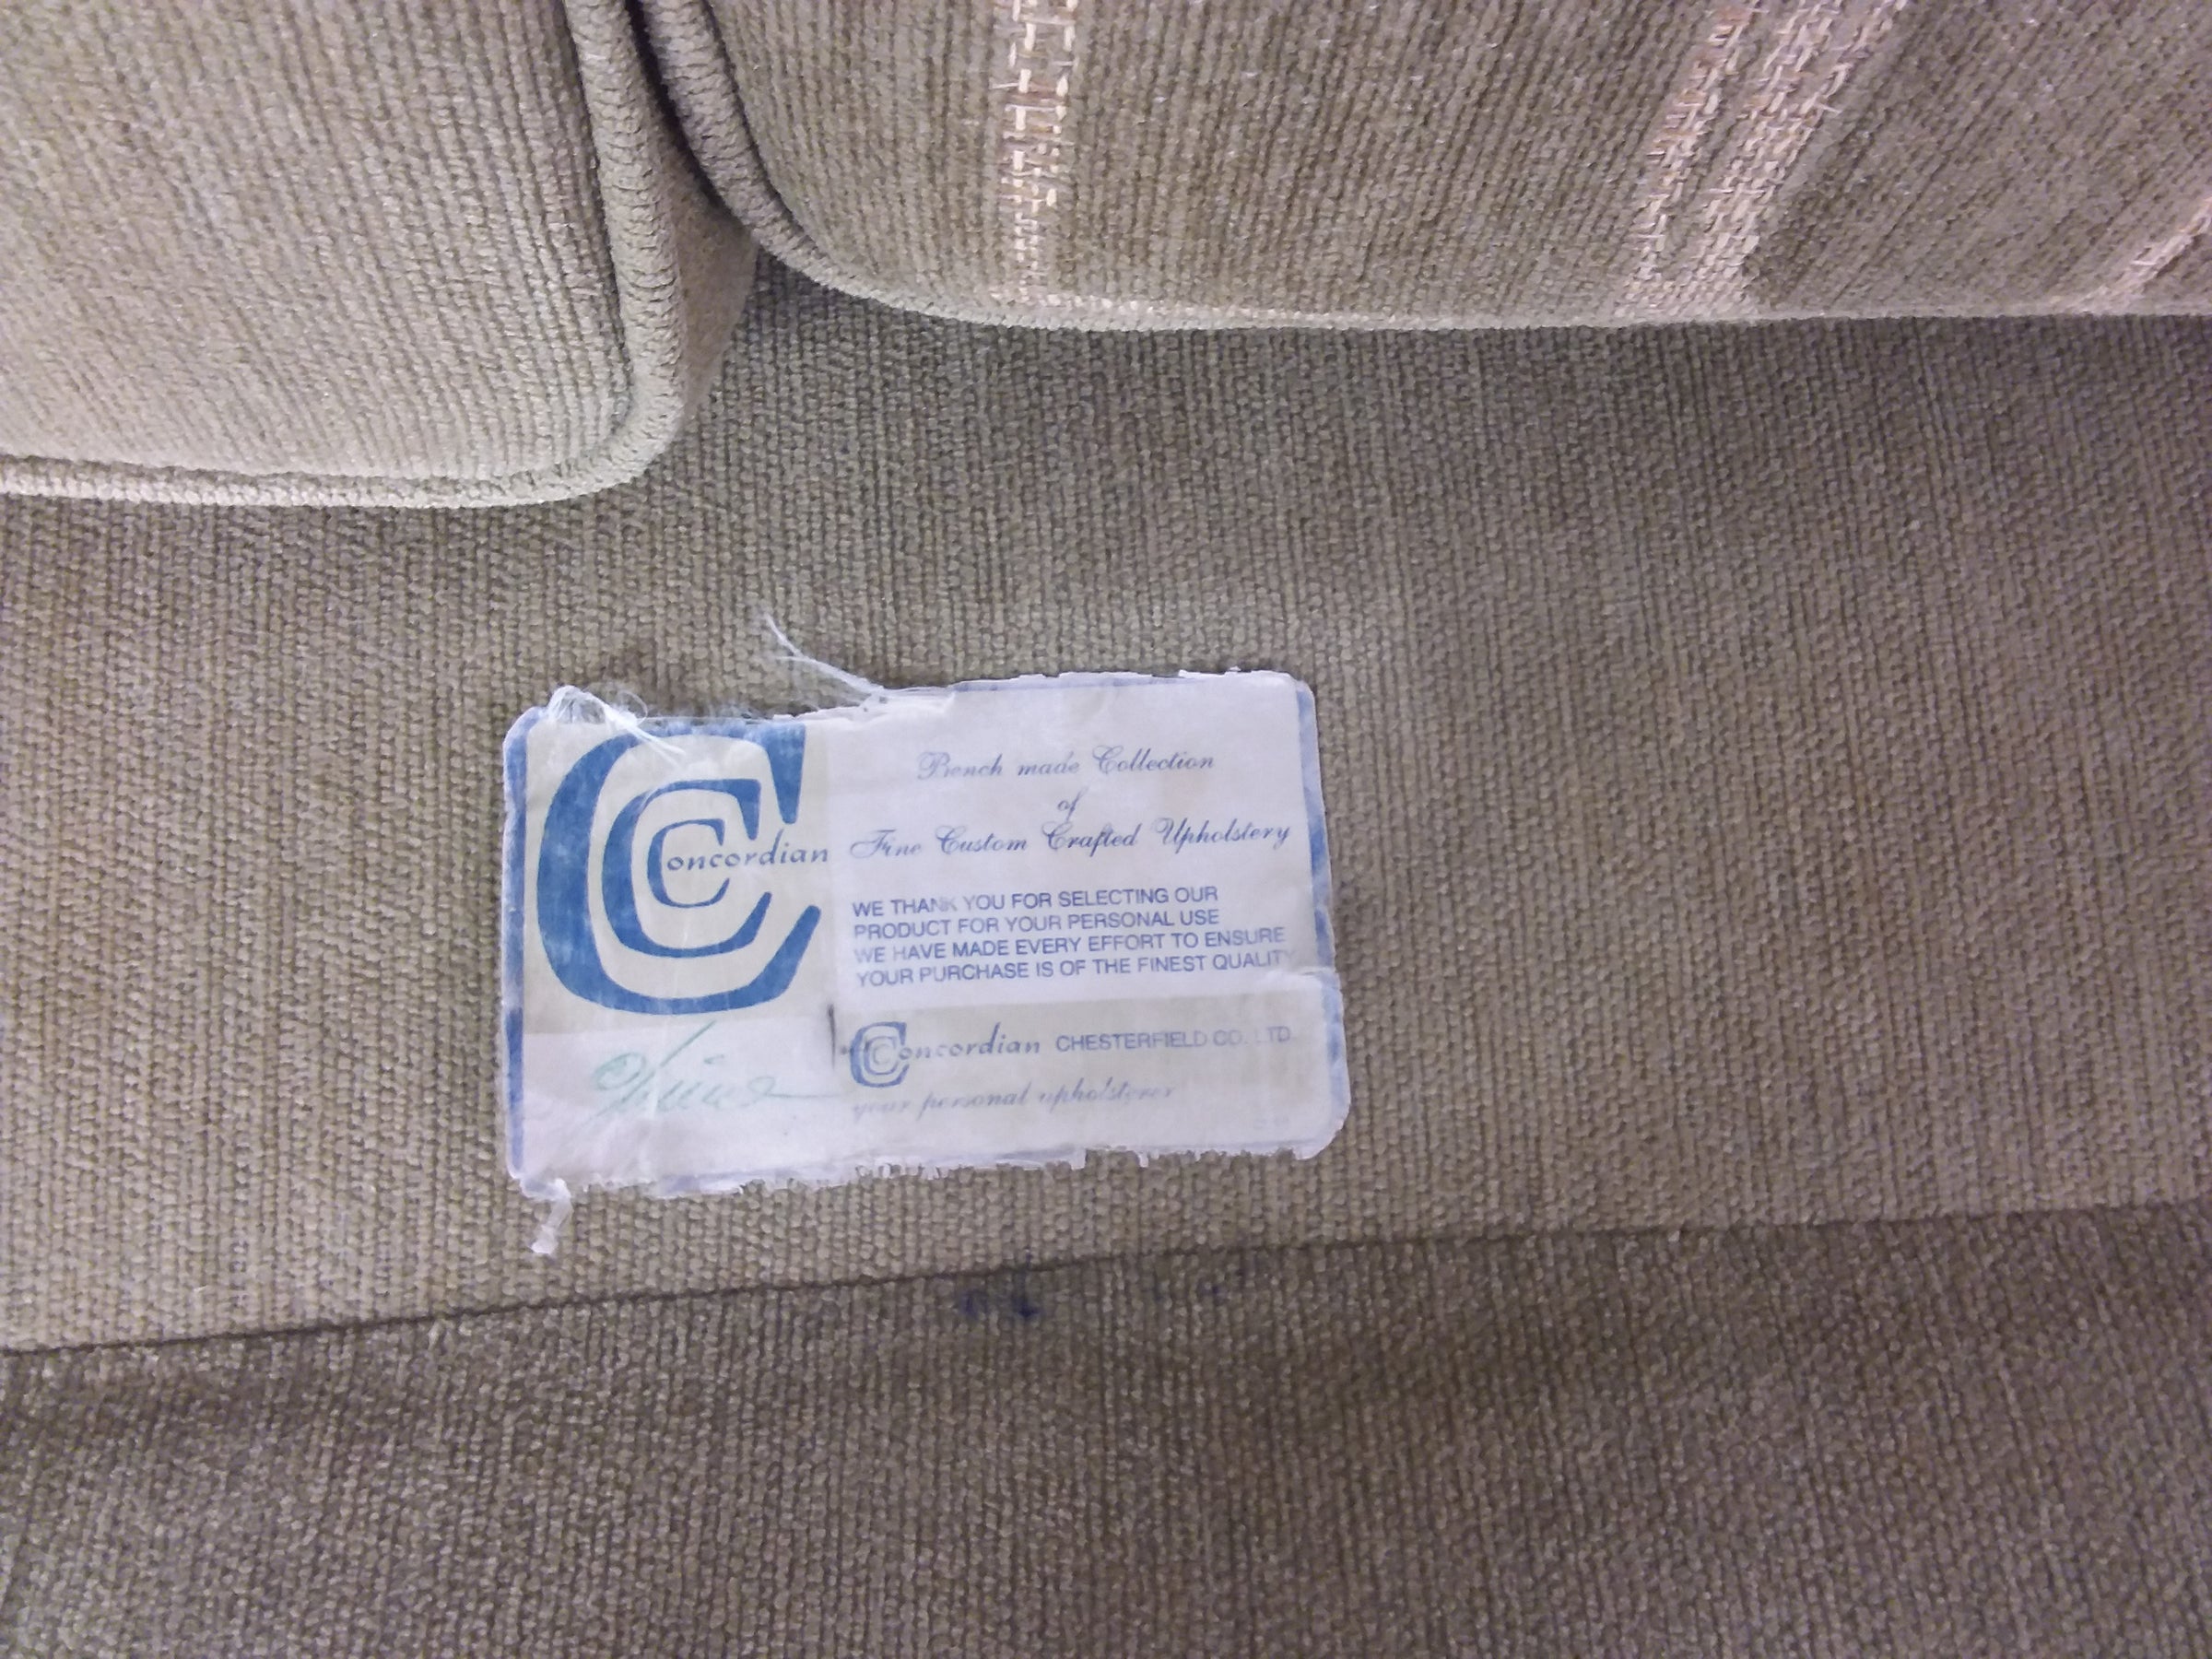 Concordian
Bench made Collection
of
Fine Custom Crafted Upholstery
WE THANK YOU FOR SELECTING OUR
PRODUCT FOR YOUR PERSONAL USE
WE HAVE MADE EVERY EFFORT TO ENSURE
YOUR PURCHASE IS OF THE FINEST QUALITY
Concordian CHESTERFIELD CO. LTD.
your personal upholsterer